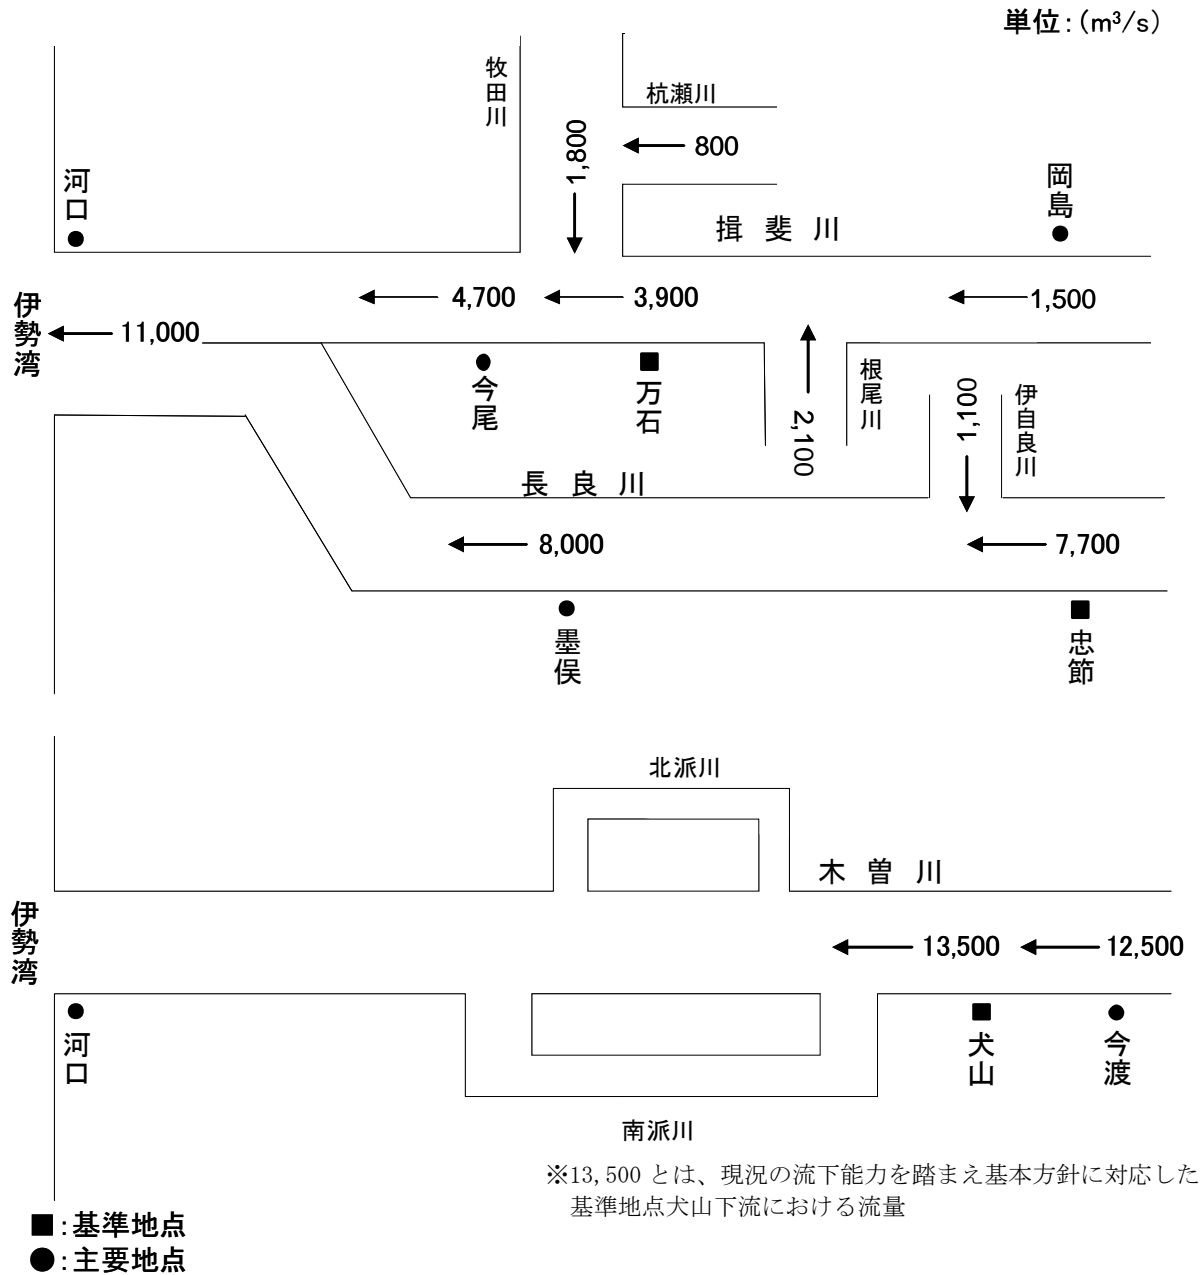 単位:(m³/s)
牧田川
杭瀬川
1,800
800
河口
岡島
揖斐川
伊勢湾
11,000
4,700
3,900
1,500
今尾
万石
2,100
根尾川
1,100
伊自良川
長良川
8,000
7,700
墨俣
忠節
北派川
木曽川
伊勢湾
13,500
12,500
河口
犬山
今渡
南派川
※13,500 とは、現況の流下能力を踏まえ基本方針に対応した
基準地点犬山下流における流量
■:基準地点
●:主要地点